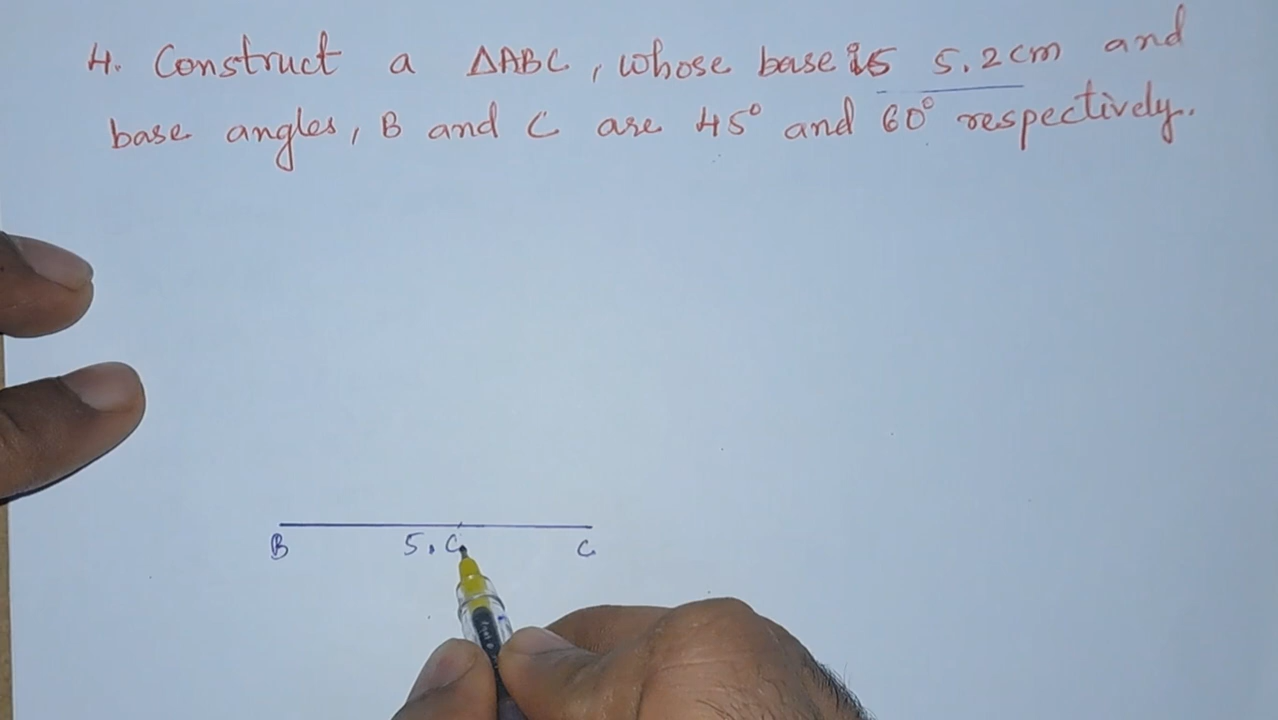 4. Construct a ΔABC, whose base is 5.2cm and
base angles, B and C are 45° and 60° respectively.
B 5.C C